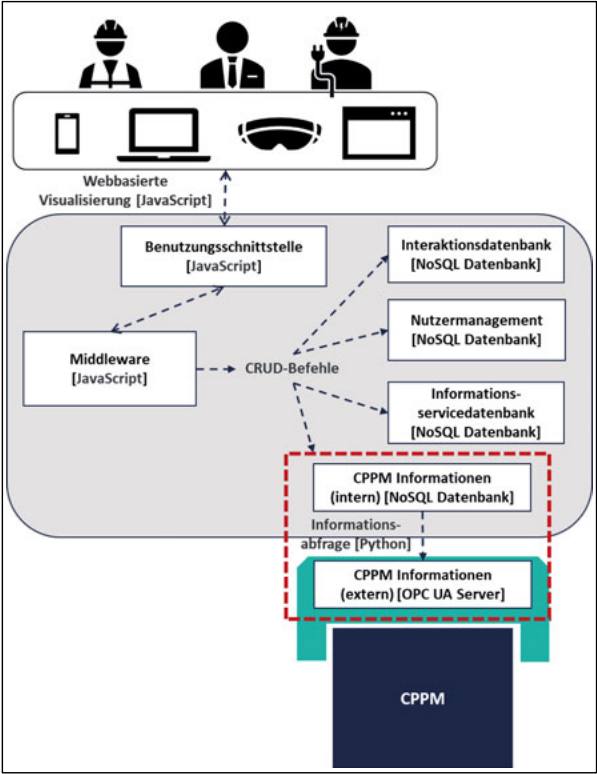 Webbasierte
Visualisierung [JavaScript]
Benutzungsschnittstelle
[JavaScript]
Interaktionsdatenbank
[NoSQL Datenbank]
Nutzermanagement
[NoSQL Datenbank]
Middleware
[JavaScript]
CRUD-Befehle
Informations-
servicedatenbank
[NoSQL Datenbank]
CPPM Informationen
(intern) [NoSQL Datenbank]
Informations-
abfrage [Python]
CPPM Informationen
(extern) [OPC UA Server]
CPPM